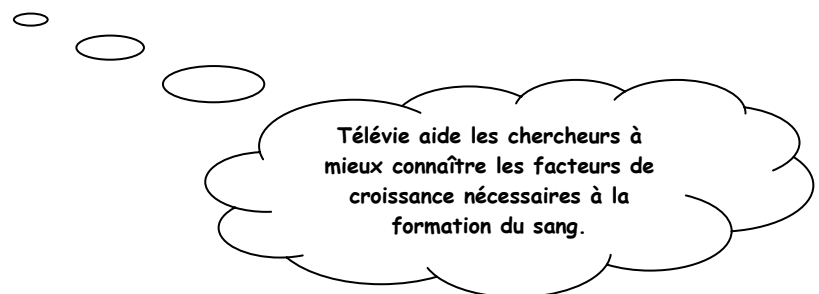 Télévie aide les chercheurs à
mieux connaître les facteurs de
croissance nécessaires à la
formation du sang.